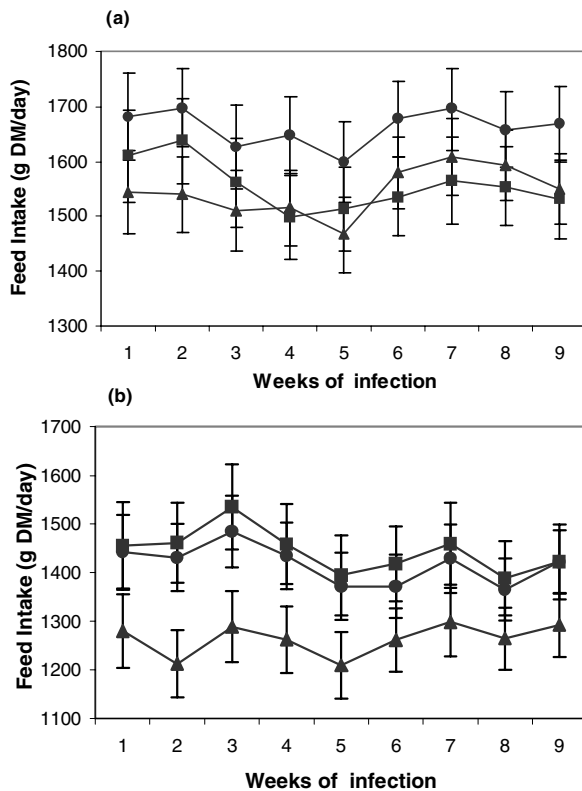 (a)
1800
1700
1600
1500
1400
1300
Feed Intake (g DM/day)
1 2 3 4 5 6 7 8 9
Weeks of infection
(b)
1700
1600
1500
1400
1300
1200
1100
Feed Intake (g DM/day)
1 2 3 4 5 6 7 8 9
Weeks of infection